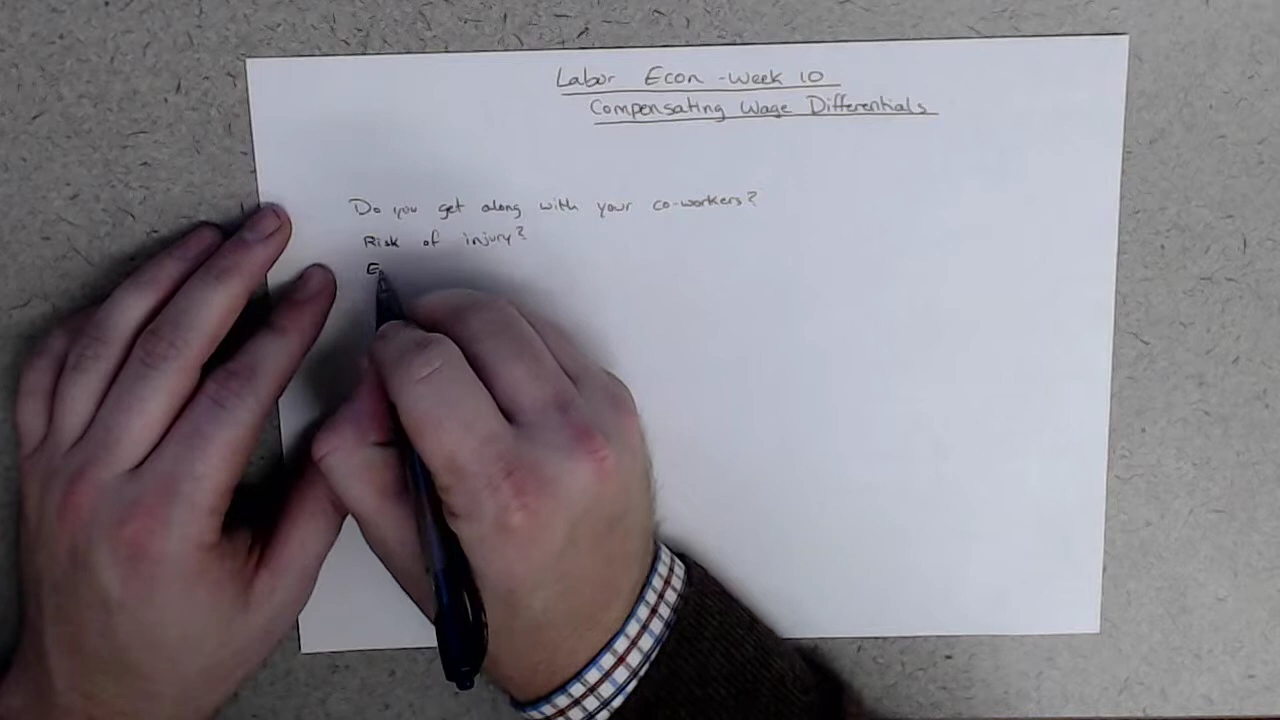 Labor Econ - Week 10
Compensating Wage Differentials
Do you get along with your co-workers?
Risk of injury?